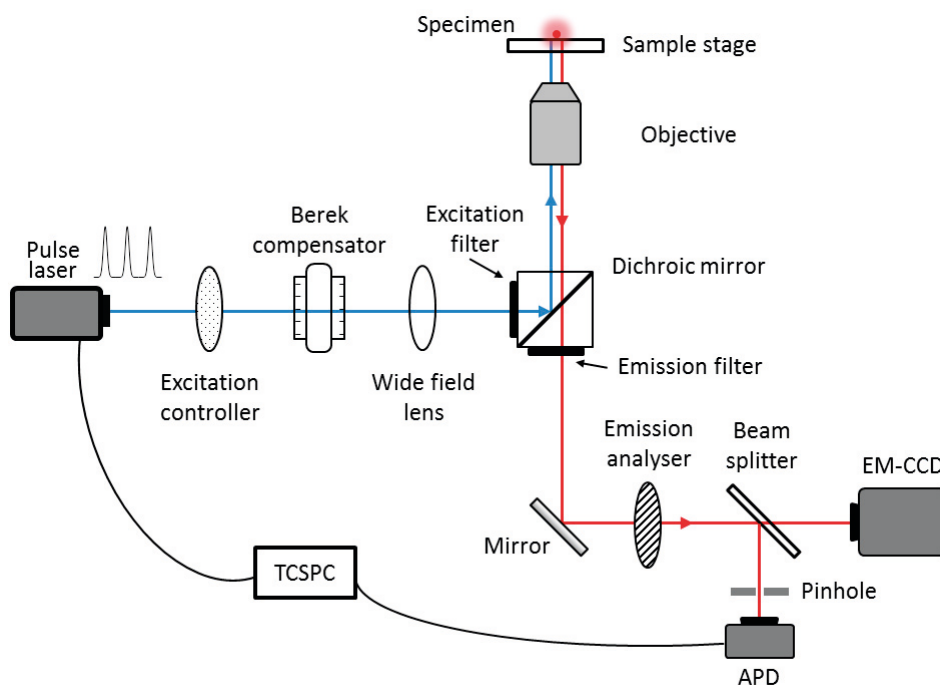 Specimen
Sample stage
Objective
Berek
compensator
Excitation
filter
Pulse
laser
Dichroic mirror
Excitation
controller
Wide field
lens
Emission filter
Emission
analyser
Beam
splitter
EM-CCD
Mirror
TCSPC
Pinhole
APD